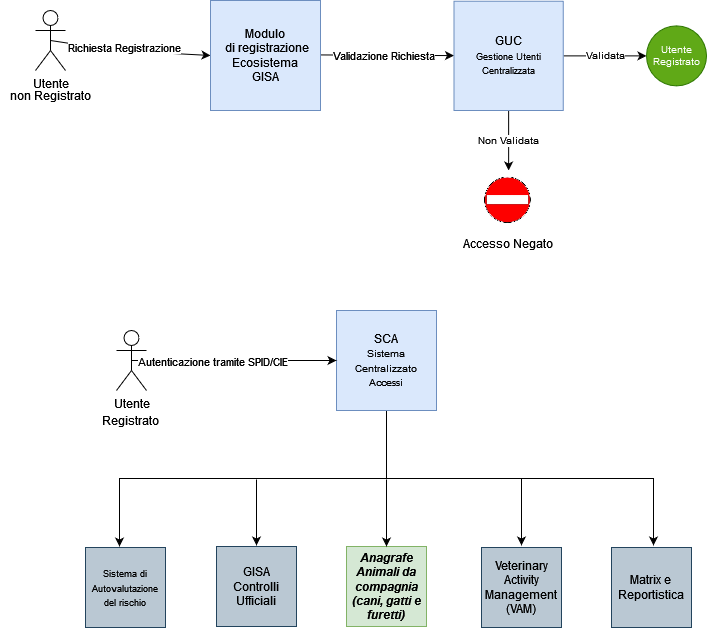 Utente
non Registrato
Richiesta Registrazione
Modulo
di registrazione
Ecosistema
GISA
Validazione Richiesta
GUC
Gestione Utenti
Centralizzata
Validata
Utente
Registrato
Non Validata
Accesso Negato
Utente
Registrato
Autenticazione tramite SPID/CIE
SCA
Sistema
Centralizzato
Accessi
Sistema di
Autovalutazione
del rischio
GISA
Controlli
Ufficiali
Anagrafe
Animali da
compagnia
(cani, gatti e
furetti)
Veterinary
Activity
Management
(VAM)
Matrix e
Reportistica